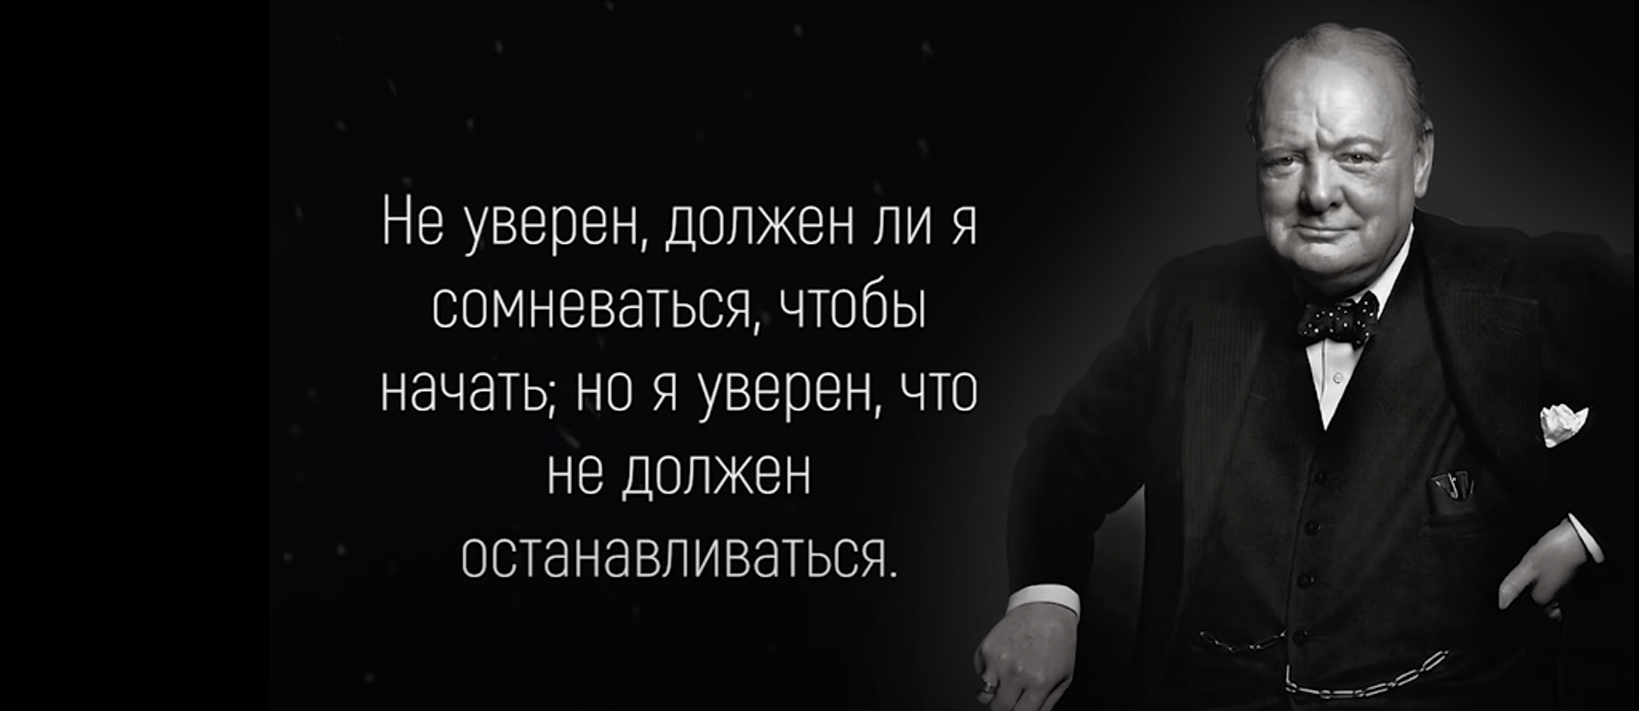 Не уверен, должен ли я
сомневаться, чтобы
начать; но я уверен, что
не должен
останавливаться.